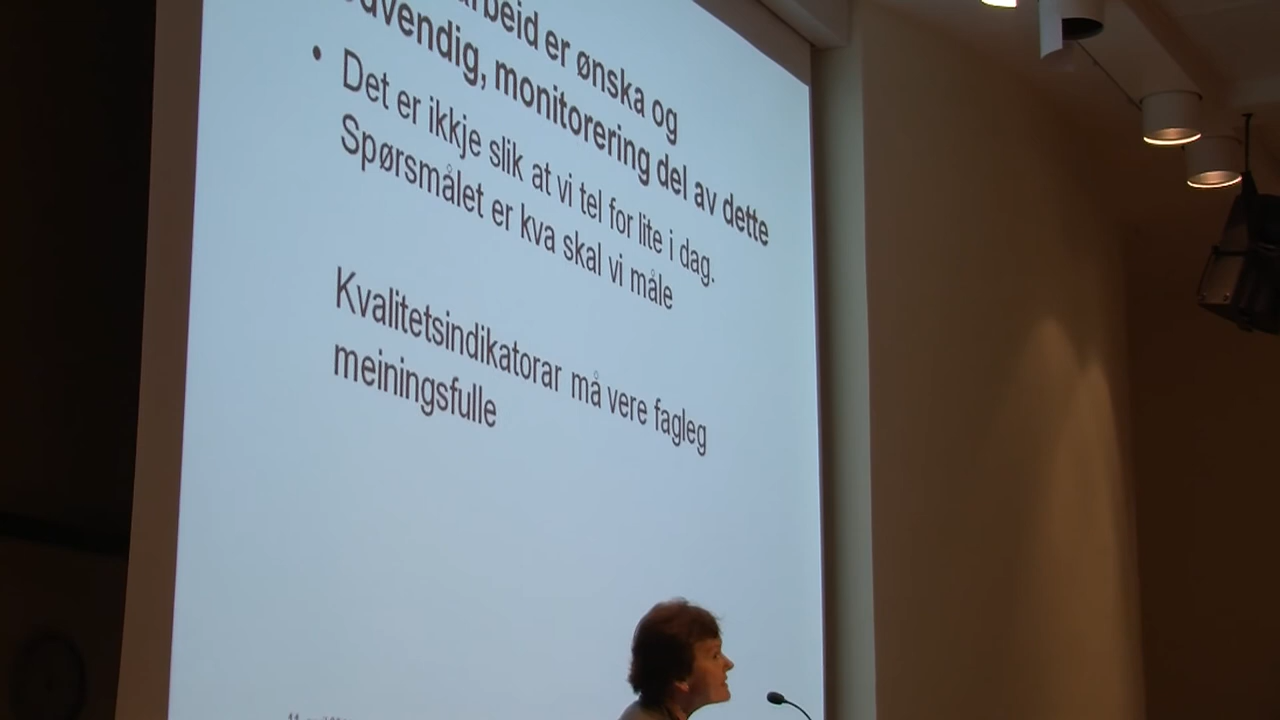 arbeid er ønska og
dvendig, monitorering del av dette
• Det er ikkje slik at vi tel for lite i dag.
Spørsmålet er kva skal vi måle
Kvalitetsindikatorar må vere fagleg
meiningsfulle